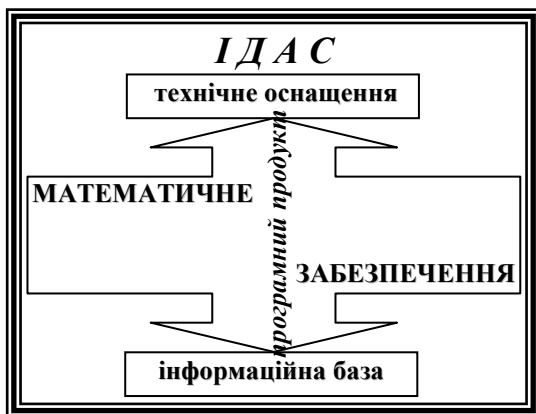 І Д А С
технічне оснащення
програмний продукт
МАТЕМАТИЧНЕ
ЗАБЕЗПЕЧЕННЯ
інформаційна база